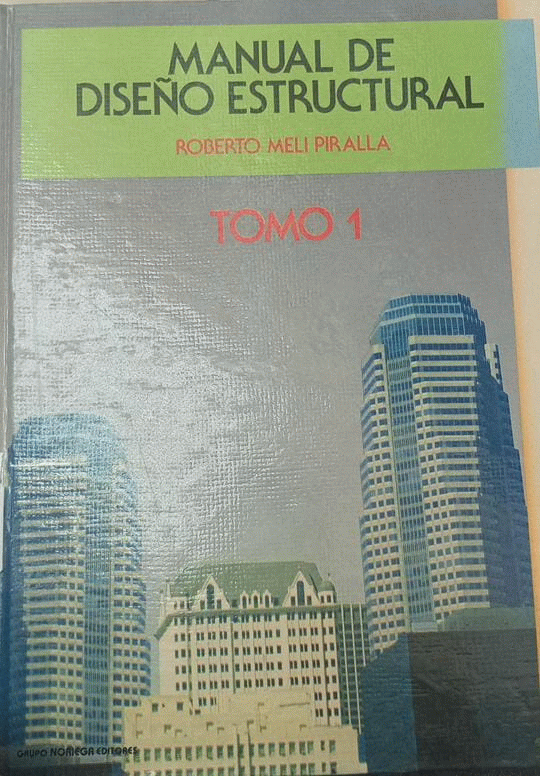 MANUAL DE
DISEÑO ESTRUCTURAL
ROBERTO MELI PIRALLA
TOMO 1
GRUPO NORIEGA EDITORES